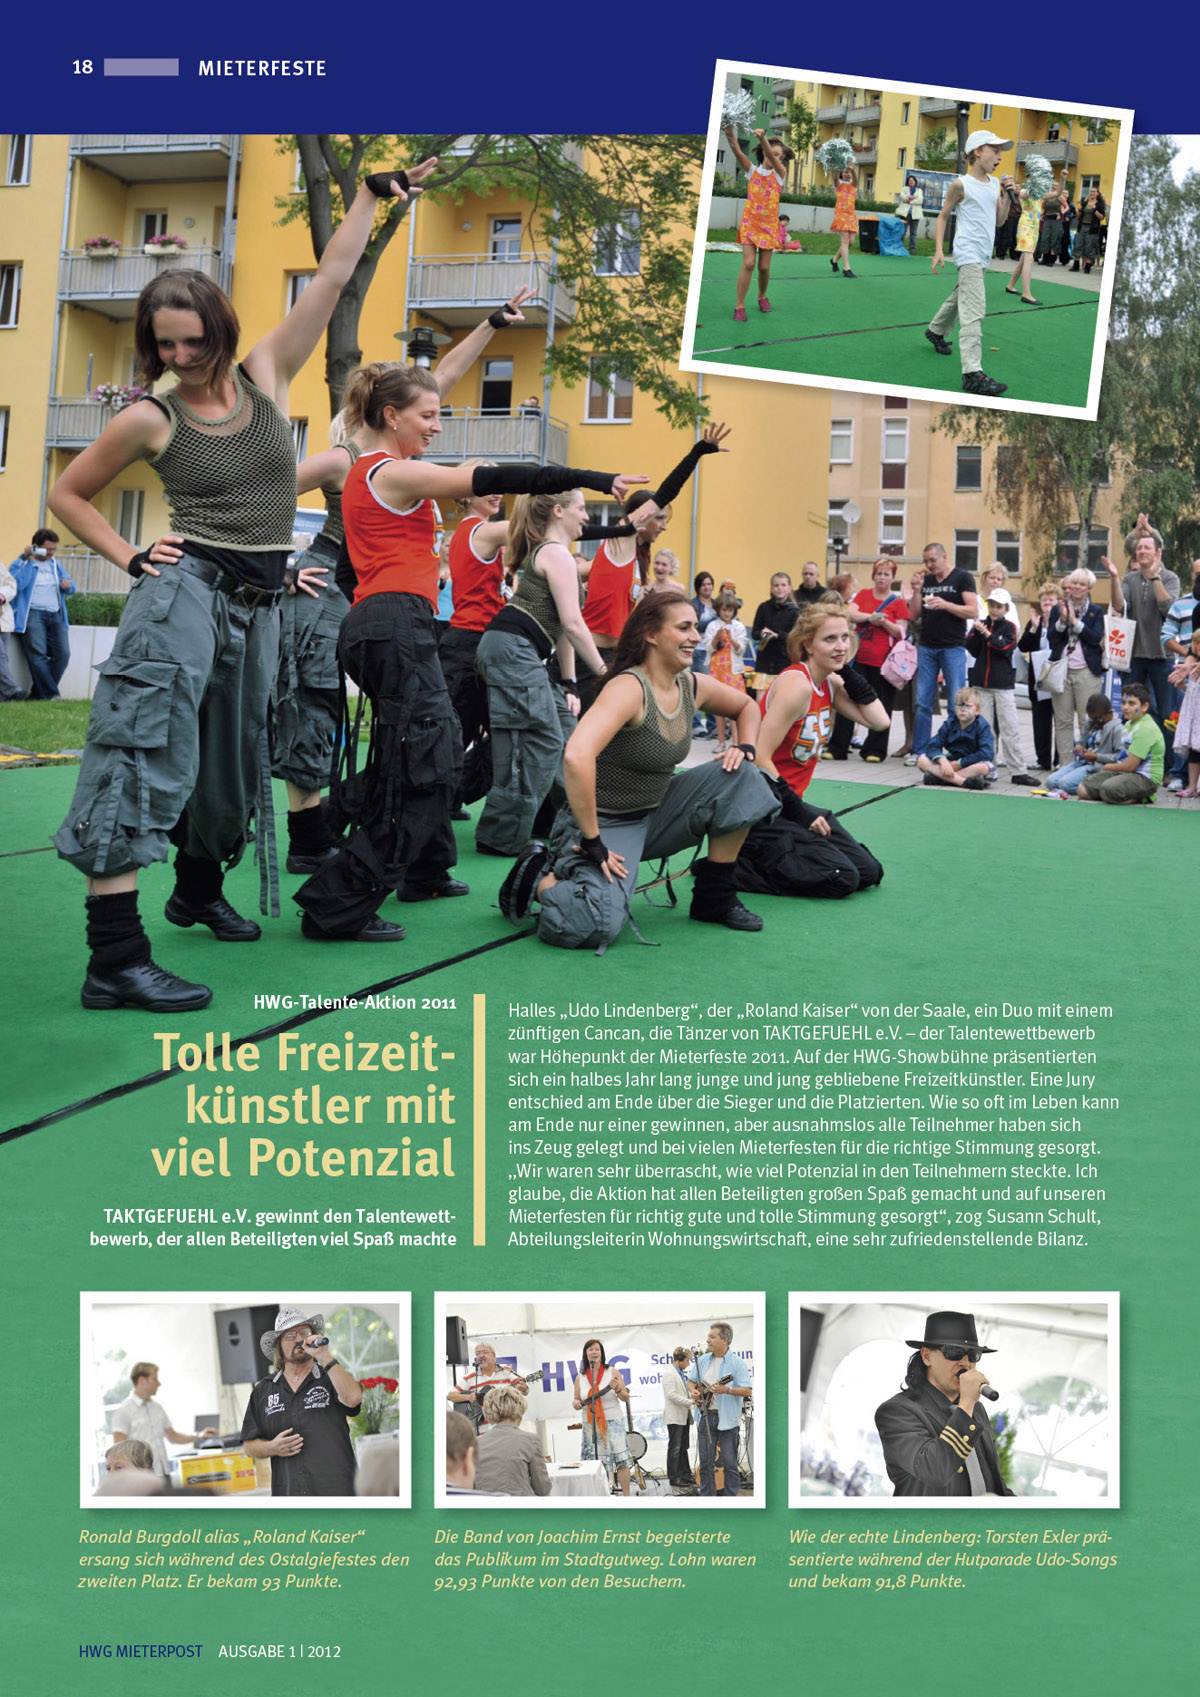 18 MIETERFESTE
HWG-Talente-Aktion 2011
Tolle Freizeit-
künstler mit
viel Potenzial
TAKTGEFUEHL e.V. gewinnt den Talentewett-
bewerb, der allen Beteiligten viel Spaß machte
Halles „Udo Lindenberg“, der „Roland Kaiser“ von der Saale, ein Duo mit einem
zünftigen Cancan, die Tänzer von TAKTGEFUEHL e.V. – der Talentewettbewerb
war Höhepunkt der Mieterfeste 2011. Auf der HWG-Showbühne präsentierten
sich ein halbes Jahr lang junge und jung gebliebene Freizeitkünstler. Eine Jury
entschied am Ende über die Sieger und die Platzierten. Wie so oft im Leben kann
am Ende nur einer gewinnen, aber ausnahmslos alle Teilnehmer haben sich
ins Zeug gelegt und bei vielen Mieterfesten für die richtige Stimmung gesorgt.
„Wir waren sehr überrascht, wie viel Potenzial in den Teilnehmern steckte. Ich
glaube, die Aktion hat allen Beteiligten großen Spaß gemacht und auf unseren
Mieterfesten für richtig gute und tolle Stimmung gesorgt“, zog Susann Schult,
Abteilungsleiterin Wohnungswirtschaft, eine sehr zufriedenstellende Bilanz.
55
85
HWG
Ronald Burgdoll alias „Roland Kaiser“
ersang sich während des Ostalgiefestes den
zweiten Platz. Er bekam 93 Punkte.
Die Band von Joachim Ernst begeisterte
das Publikum im Stadtgutweg. Lohn waren
92,93 Punkte von den Besuchern.
Wie der echte Lindenberg: Torsten Exler prä-
sentierte während der Hutparade Udo-Songs
und bekam 91,8 Punkte.
HWG MIETERPOST AUSGABE 1 | 2012